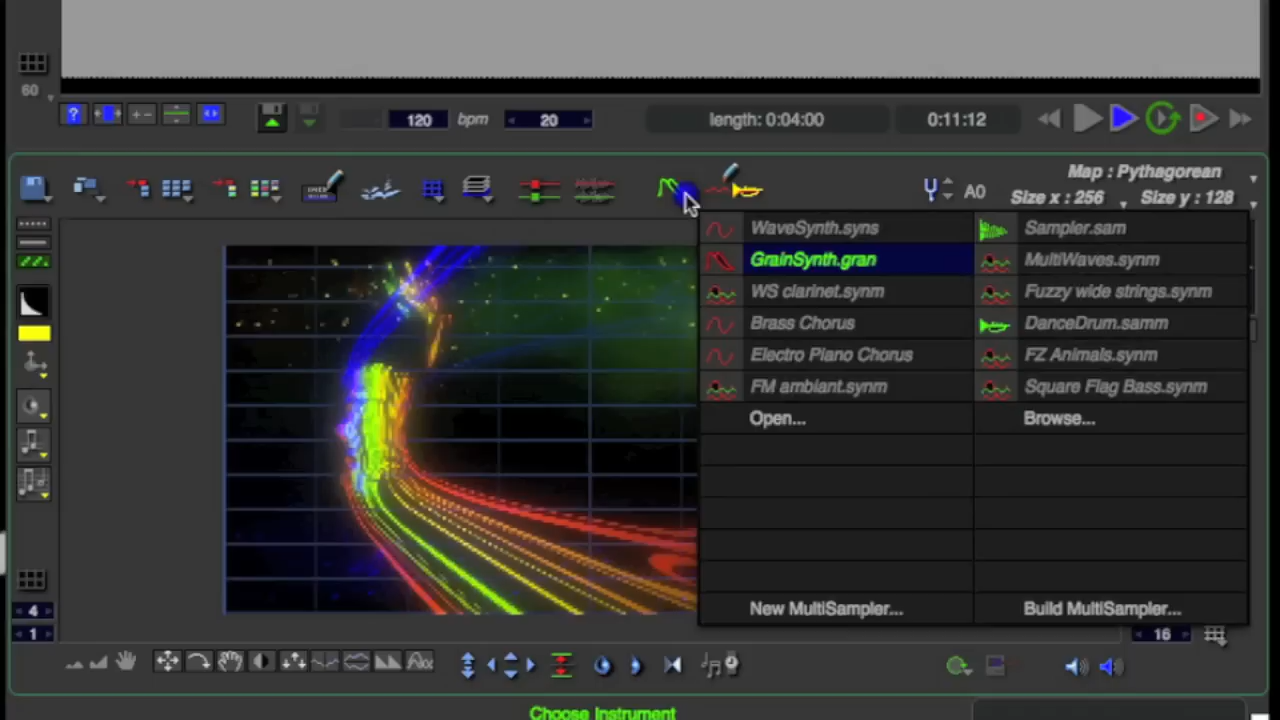 60
?
120 bpm 20 length: 0:04:00 0:11:12
A0 Map : Pythagorean
Size x : 256 Size y : 128
WaveSynth.syns Sampler.sam
GrainSynth.gran MultiWaves.synm
WS clarinet.synm Fuzzy wide strings.synm
Brass Chorus DanceDrum.samm
Electro Piano Chorus FZ Animals.synm
FM ambiant.synm Square Flag Bass.synm
Open... Browse...
New MultiSampler... Build MultiSampler...
4
1 16
Choose Instrument